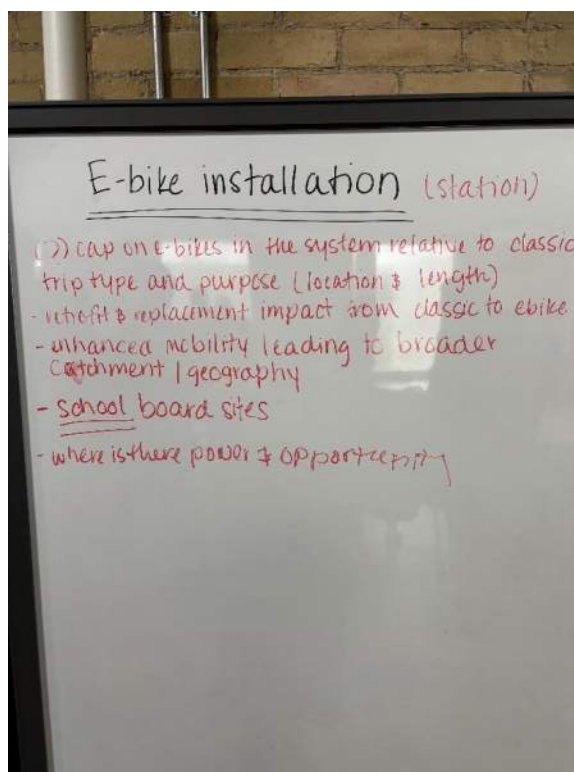 E-bike installation (station)
(?) cap on e-bikes in the system relative to classic
trip type and purpose (location & length)
- retrofit & replacement impact from classic to ebike
- enhanced mobility leading to broader
catchment / geography
- school board sites
- where is there power & opportunity